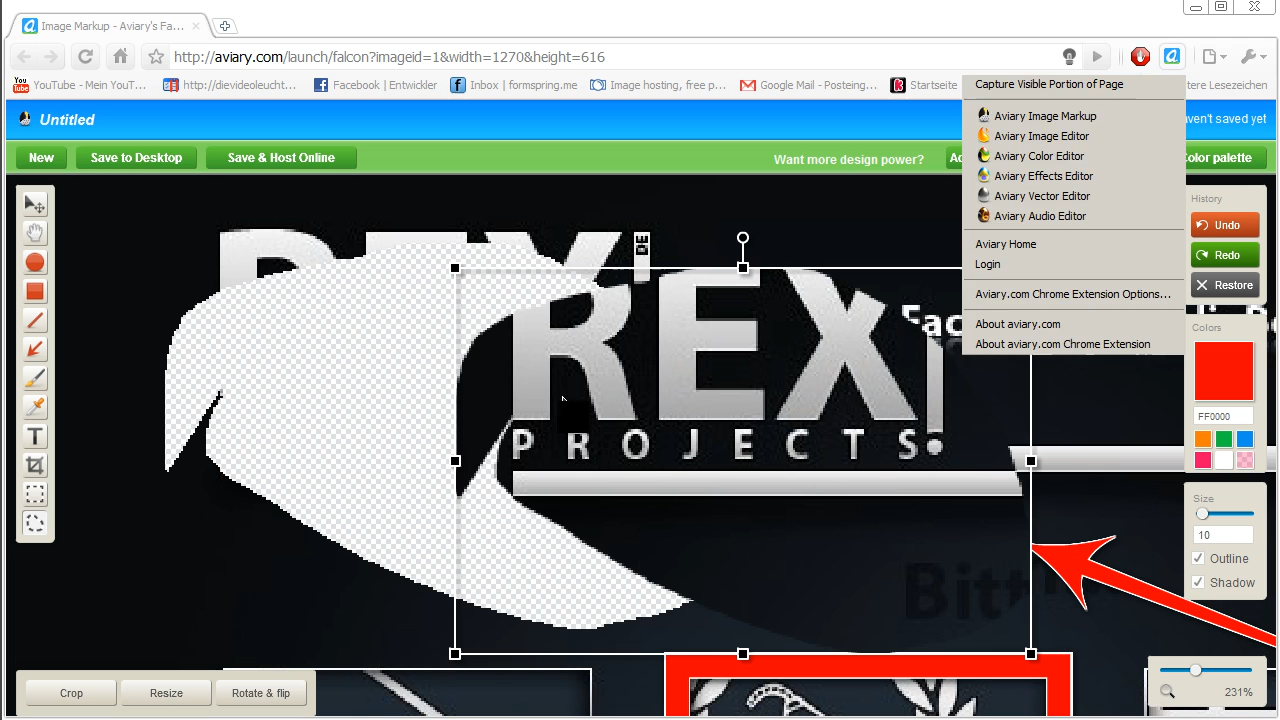 Image Markup - Aviary's Fa...
http://aviary.com/launch/falcon?imageid=1&width=1270&height=616
YouTube - Mein YouT...
http://dievideoleucht...
Facebook | Entwickler
Inbox | formspring.me
Image hosting, free p...
Google Mail - Posteing...
Startseite
tere Lesezeichen
Capture Visible Portion of Page
Aviary Image Markup
Aviary Image Editor
Aviary Color Editor
Aviary Effects Editor
Aviary Vector Editor
Aviary Audio Editor
Aviary Home
Login
Aviary.com Chrome Extension Options...
About aviary.com
About aviary.com Chrome Extension
Untitled
aven't saved yet
New
Save to Desktop
Save & Host Online
Want more design power?
Color palette
History
Undo
Redo
Restore
Colors
FF0000
Size
10
Outline
Shadow
REX!
PROJECTS
Fac
Bitt
Crop
Resize
Rotate & flip
231%